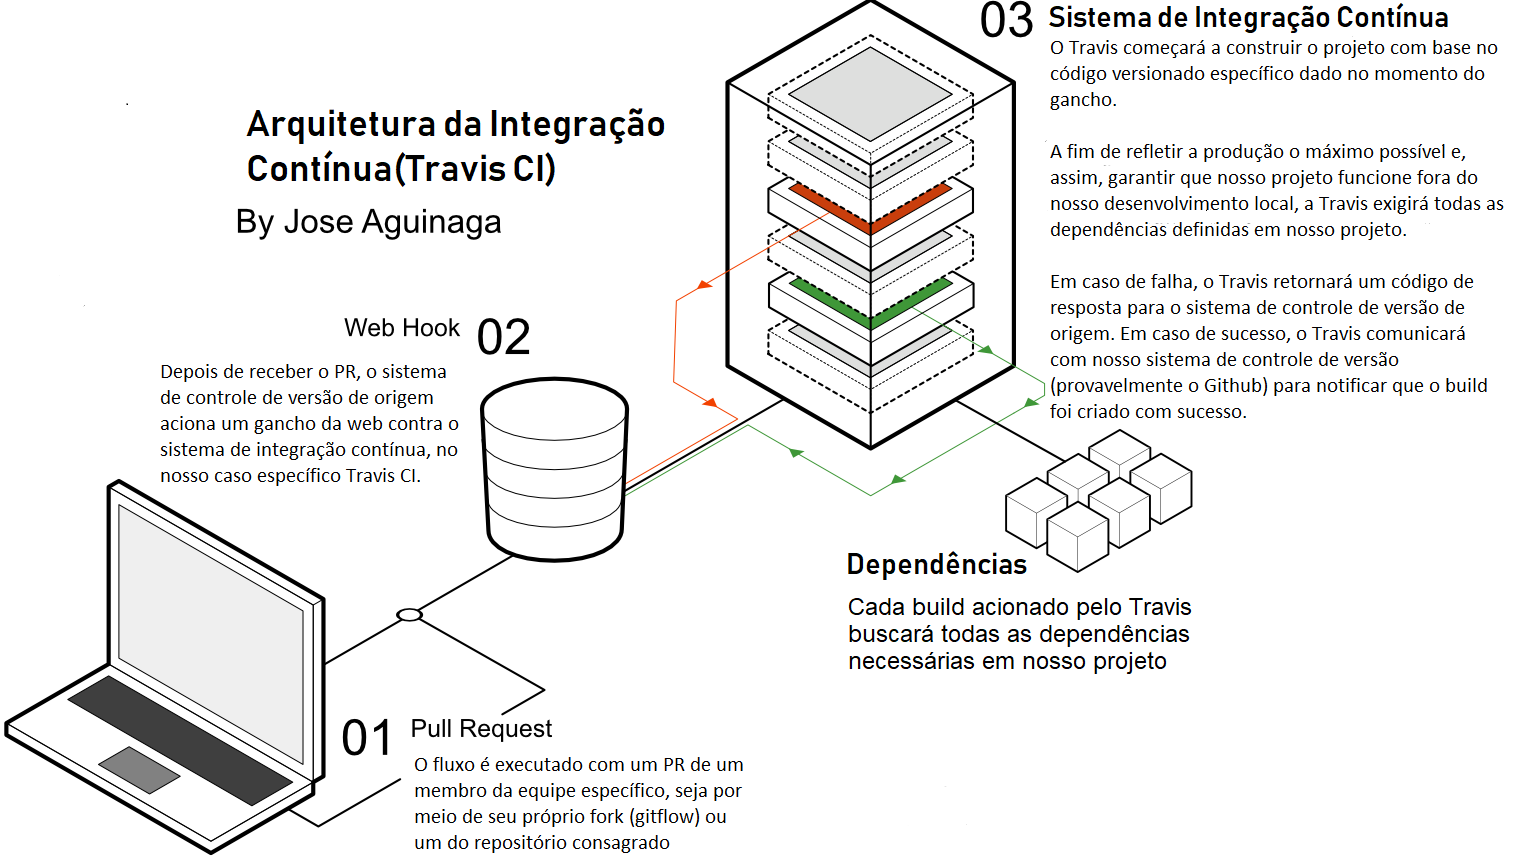 Arquitetura da Integração
Contínua(Travis CI)
By Jose Aguinaga
01 Pull Request
O fluxo é executado com um PR de um
membro da equipe específico, seja por
meio de seu próprio fork (gitflow) ou
um do repositório consagrado
Web Hook 02
Depois de receber o PR, o sistema
de controle de versão de origem
aciona um gancho da web contra o
sistema de integração contínua, no
nosso caso específico Travis CI.
03 Sistema de Integração Contínua
O Travis começará a construir o projeto com base no
código versionado específico dado no momento do
gancho.
A fim de refletir a produção o máximo possível e,
assim, garantir que nosso projeto funcione fora do
nosso desenvolvimento local, a Travis exigirá todas as
dependências definidas em nosso projeto.
Em caso de falha, o Travis retornará um código de
resposta para o sistema de controle de versão de
origem. Em caso de sucesso, o Travis comunicará
com nosso sistema de controle de versão
(provavelmente o Github) para notificar que o build
foi criado com sucesso.
Dependências
Cada build acionado pelo Travis
buscará todas as dependências
necessárias em nosso projeto